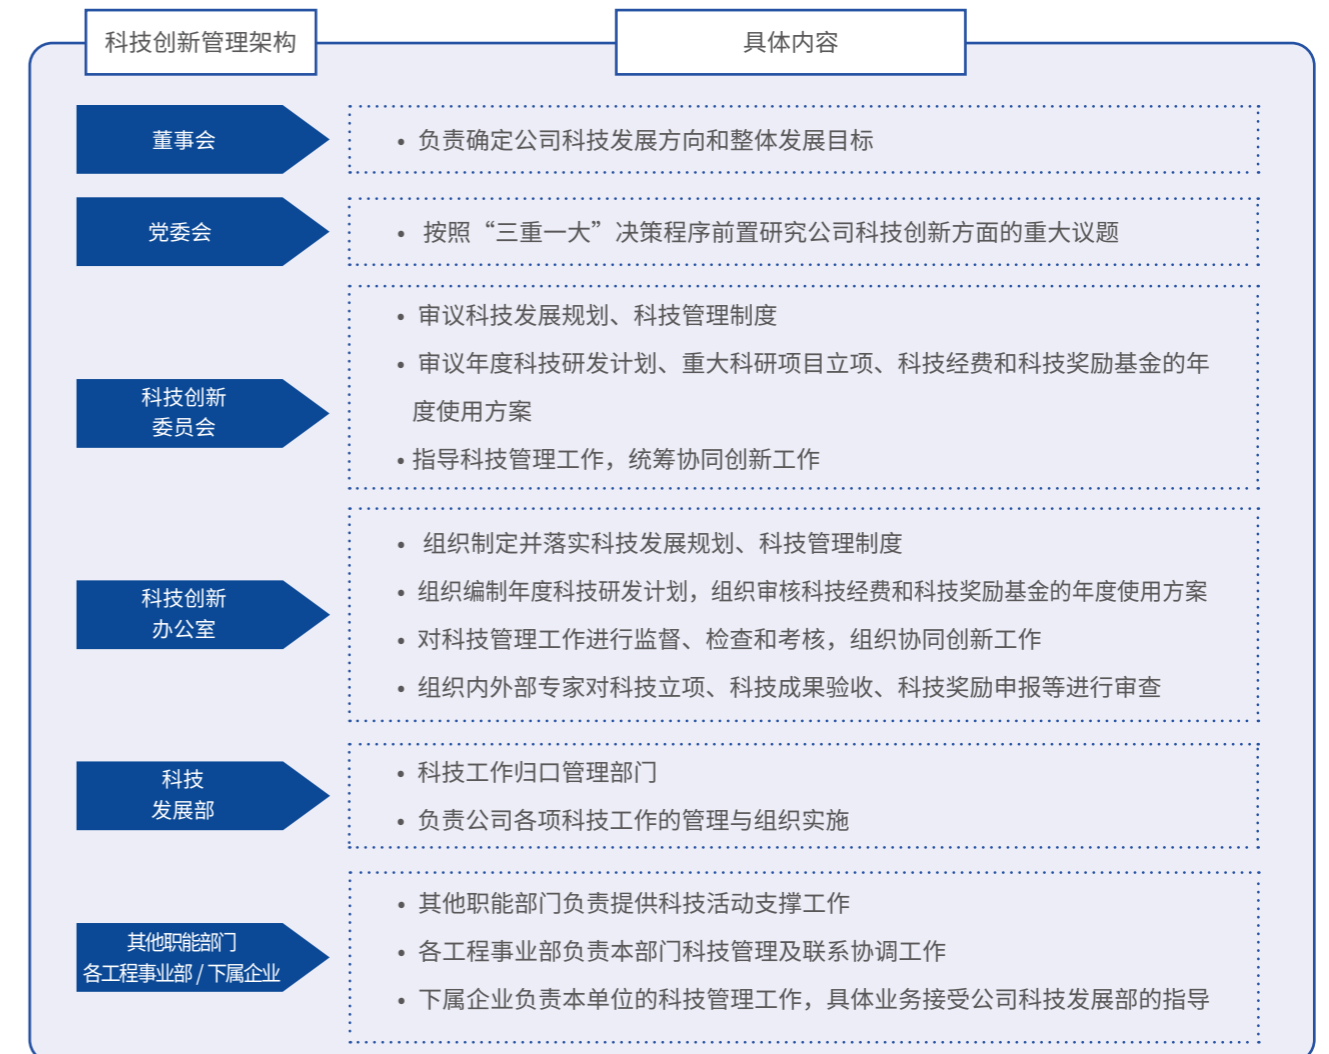 科技创新管理架构
具体内容
董事会
• 负责确定公司科技发展方向和整体发展目标
党委会
• 按照“三重一大”决策程序前置研究公司科技创新方面的重大议题
科技创新
委员会
• 审议科技发展规划、科技管理制度
• 审议年度科技研发计划、重大科研项目立项、科技经费和科技奖励基金的年
度使用方案
• 指导科技管理工作，统筹协同创新工作
科技创新
办公室
• 组织制定并落实科技发展规划、科技管理制度
• 组织编制年度科技研发计划，组织审核科技经费和科技奖励基金的年度使用方案
• 对科技管理工作进行监督、检查和考核，组织协同创新工作
• 组织内外部专家对科技立项、科技成果验收、科技奖励申报等进行审查
科技
发展部
• 科技工作归口管理部门
• 负责公司各项科技工作的管理与组织实施
其他职能部门
各工程事业部 / 下属企业
• 其他职能部门负责提供科技活动支撑工作
• 各工程事业部负责本部门科技管理及联系协调工作
• 下属企业负责本单位的科技管理工作，具体业务接受公司科技发展部的指导